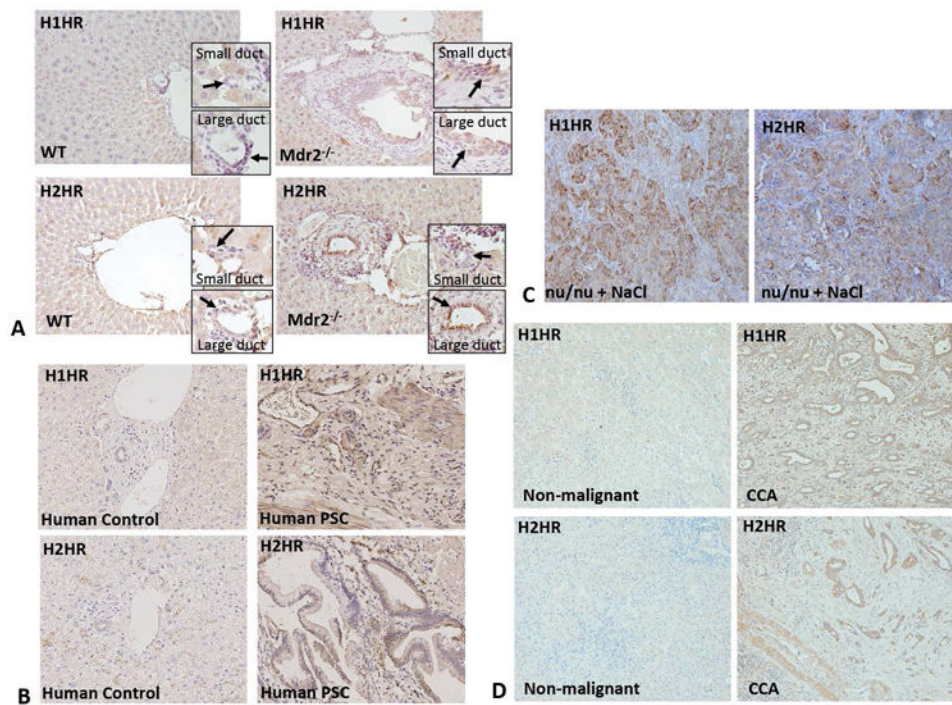 H1HR
Small duct
Large duct
WT
H1HR
Small duct
Large duct
Mdr2-/-
H2HR
Small duct
Large duct
WT
H2HR
Small duct
Large duct
Mdr2-/-
A
H1HR
Human Control
H1HR
Human PSC
H2HR
Human Control
H2HR
Human PSC
B
H1HR
nu/nu + NaCl
H2HR
nu/nu + NaCl
C
H1HR
Non-malignant
H1HR
CCA
H2HR
Non-malignant
H2HR
CCA
D